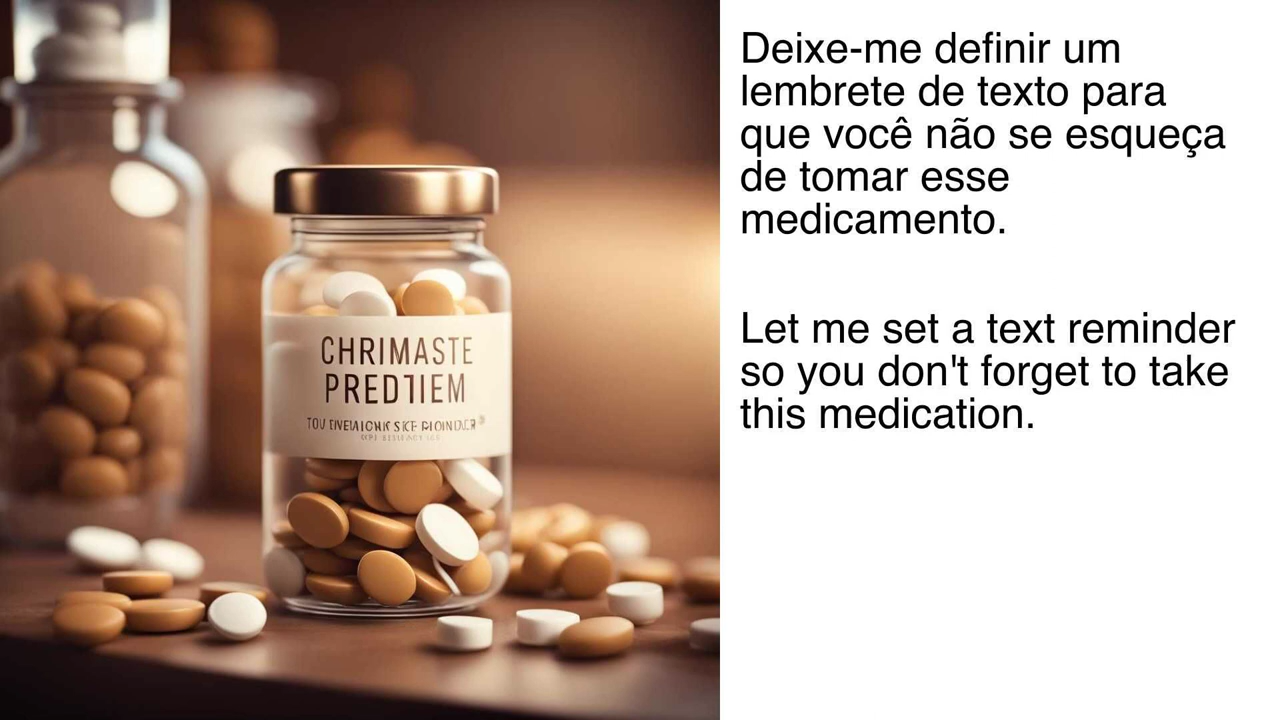 CHRIMASTE
Deixe-me definir um
lembrete de texto para
que você não se esqueça
de tomar esse
medicamento.
Let me set a text reminder
so you don't forget to take
this medication.